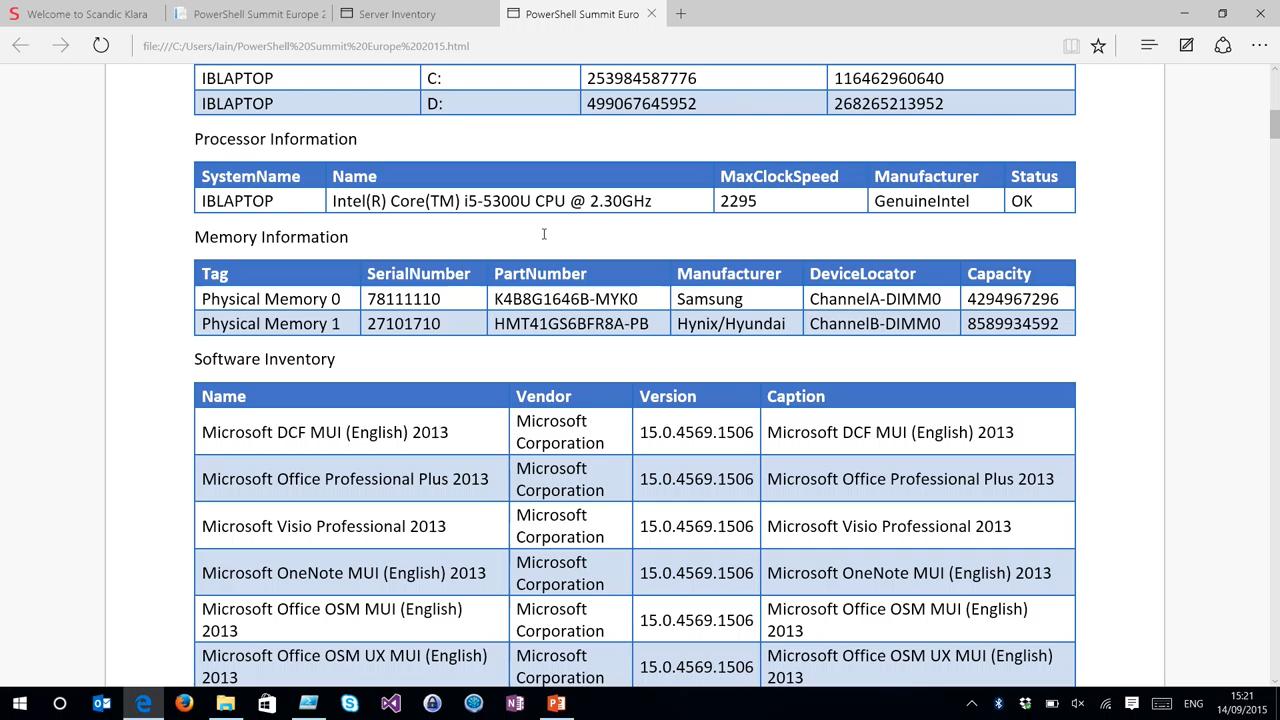 Welcome to Scandic Klara
PowerShell Summit Europe 2
Server Inventory
PowerShell Summit Euro
file:///C:/Users/Iain/PowerShell%20Summit%20Europe%202015.html
IBLAPTOP C: 253984587776 116462960640
IBLAPTOP D: 499067645952 268265213952
Processor Information
SystemName Name MaxClockSpeed Manufacturer Status
IBLAPTOP Intel(R) Core(TM) i5-5300U CPU @ 2.30GHz 2295 GenuineIntel OK
Memory Information
Tag SerialNumber PartNumber Manufacturer DeviceLocator Capacity
Physical Memory 0 78111110 K4B8G1646B-MYK0 Samsung ChannelA-DIMM0 4294967296
Physical Memory 1 27101710 HMT41GS6BFR8A-PB Hynix/Hyundai ChannelB-DIMM0 8589934592
Software Inventory
Name Vendor Version Caption
Microsoft DCF MUI (English) 2013 Microsoft Corporation 15.0.4569.1506 Microsoft DCF MUI (English) 2013
Microsoft Office Professional Plus 2013 Microsoft Corporation 15.0.4569.1506 Microsoft Office Professional Plus 2013
Microsoft Visio Professional 2013 Microsoft Corporation 15.0.4569.1506 Microsoft Visio Professional 2013
Microsoft OneNote MUI (English) 2013 Microsoft Corporation 15.0.4569.1506 Microsoft OneNote MUI (English) 2013
Microsoft Office OSM MUI (English) 2013 Microsoft Corporation 15.0.4569.1506 Microsoft Office OSM MUI (English) 2013
Microsoft Office OSM UX MUI (English) 2013 Microsoft Corporation 15.0.4569.1506 Microsoft Office OSM UX MUI (English) 2013
ENG
15:21
14/09/2015